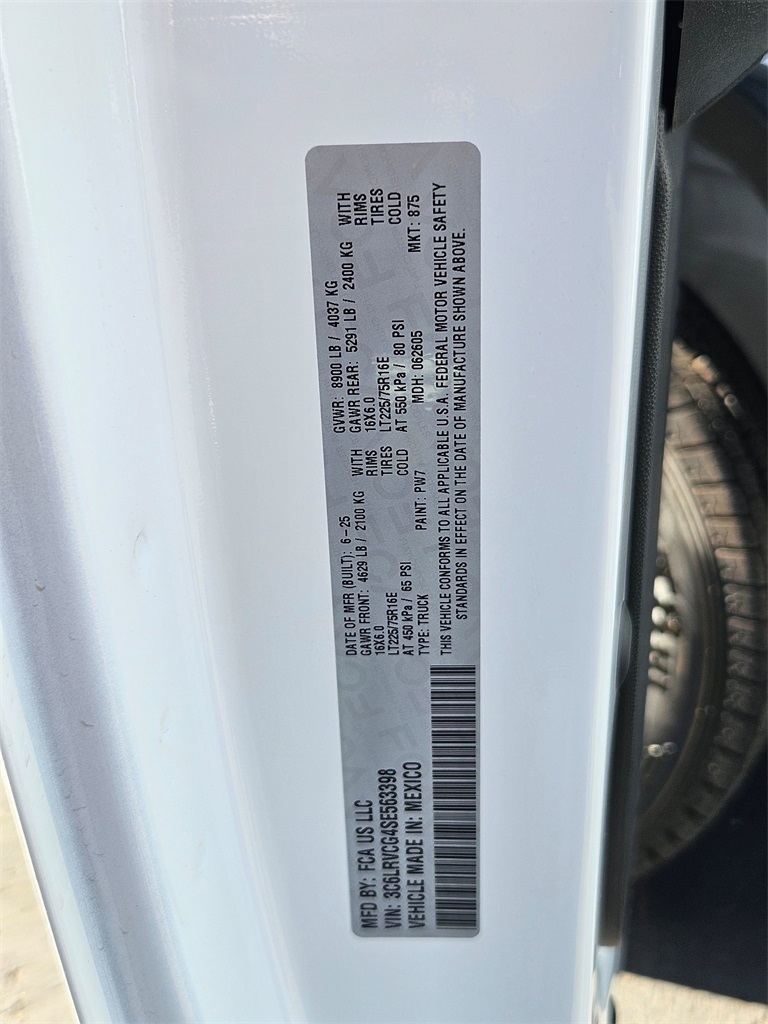 MFD BY: FCA US LLC
VIN: 3C6LRVCG4SE563398
VEHICLE MADE IN: MEXICO
DATE OF MFR (BUILT): 6-25 GVWR: 8900 LB / 4037 KG
GAWR FRONT: 4629 LB / 2100 KG WITH GAWR REAR: 5291 LB / 2400 KG WITH
16X6.0 RIMS 16X6.0 RIMS
LT225/75R16E TIRES LT225/75R16E TIRES
AT 450 kPa / 65 PSI COLD AT 550 kPa / 80 PSI COLD
TYPE: TRUCK PAINT: PW7 MDH: 062605 MKT: 875
THIS VEHICLE CONFORMS TO ALL APPLICABLE U.S.A. FEDERAL MOTOR VEHICLE SAFETY
STANDARDS IN EFFECT ON THE DATE OF MANUFACTURE SHOWN ABOVE.